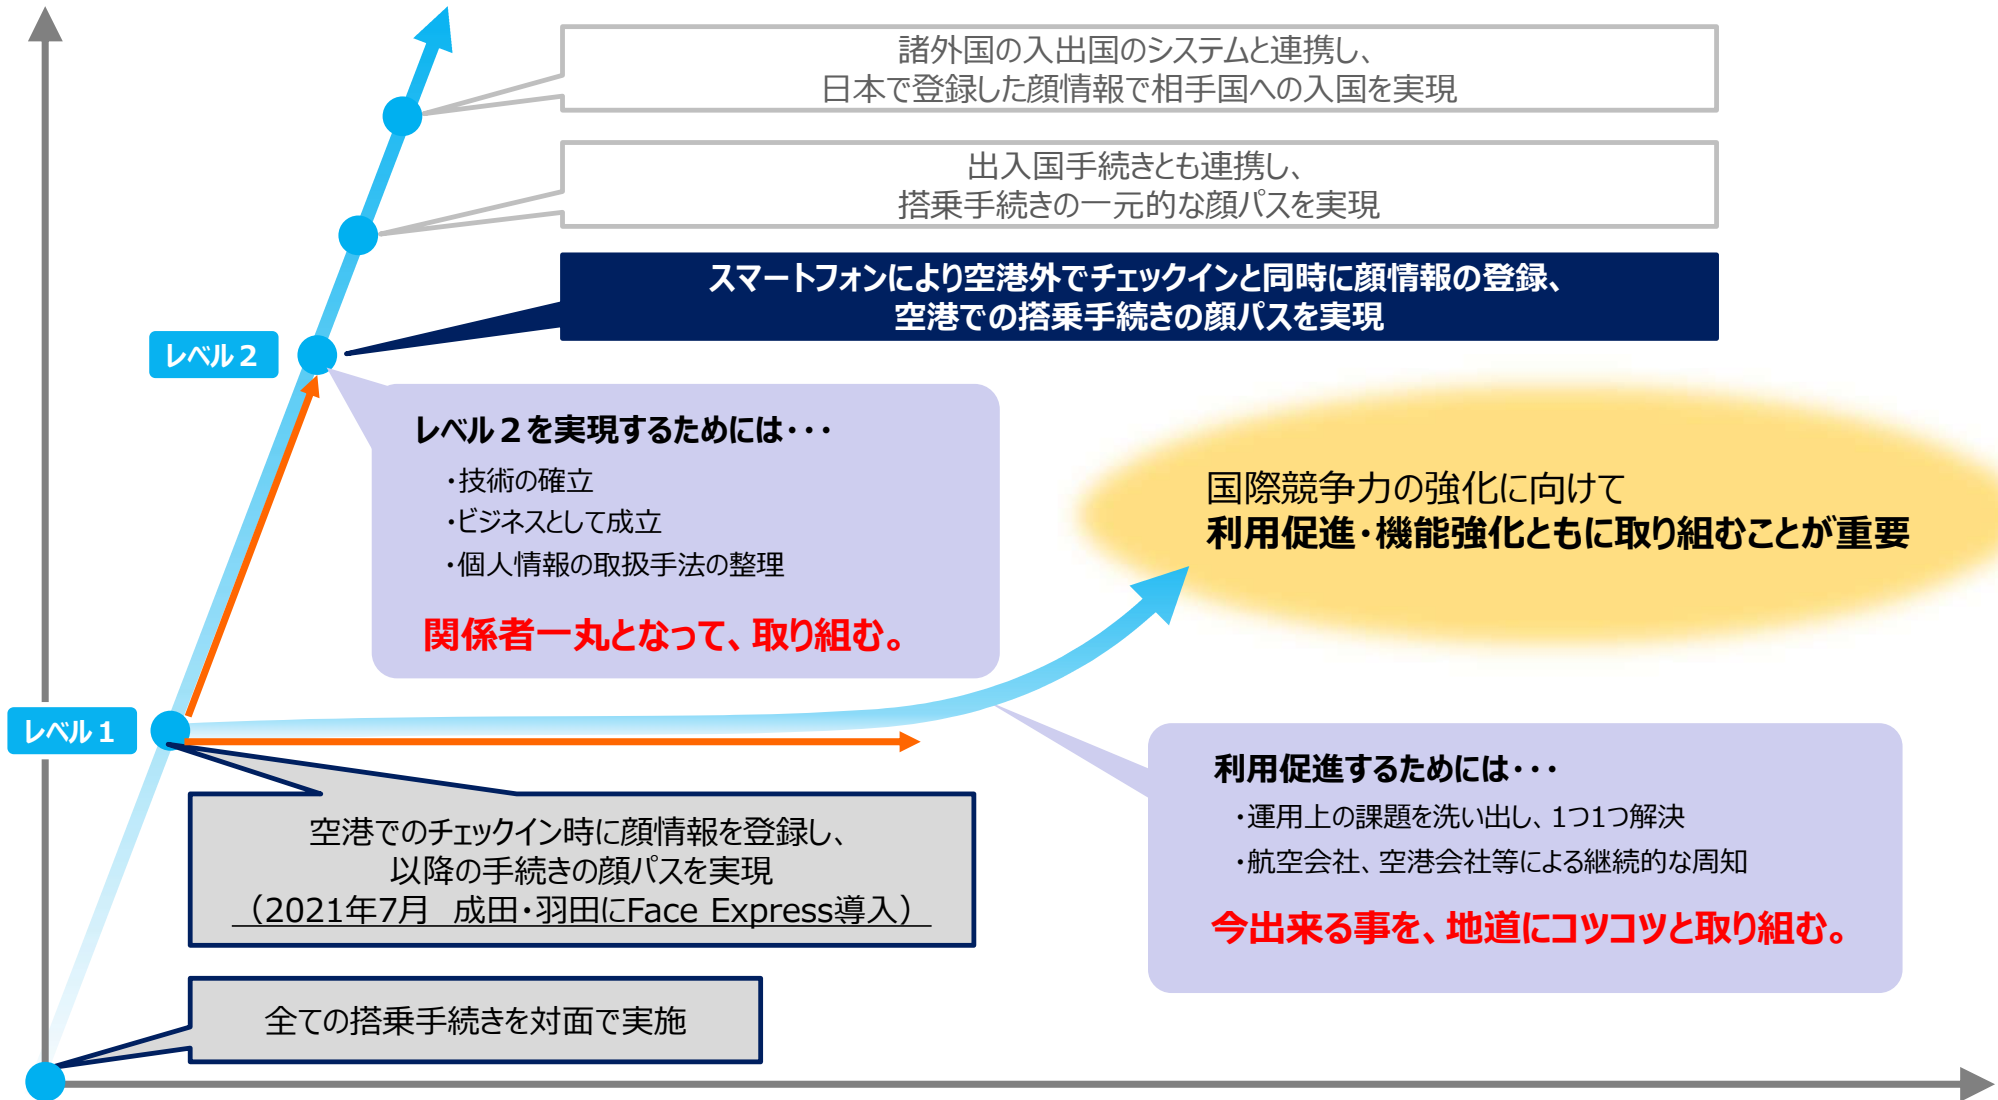 諸外国の入出国のシステムと連携し、
日本で登録した顔情報で相手国への入国を実現
出入国手続きとも連携し、
搭乗手続きの一元的な顔パスを実現
スマートフォンにより空港外でチェックインと同時に顔情報の登録、
空港での搭乗手続きの顔パスを実現
レベル２
レベル２を実現するためには・・・
・技術の確立
・ビジネスとして成立
・個人情報の取扱手法の整理
関係者一丸となって、取り組む。
国際競争力の強化に向けて
利用促進・機能強化ともに取り組むことが重要
レベル１
空港でのチェックイン時に顔情報を登録し、
以降の手続きの顔パスを実現
（2021年7月　成田・羽田にFace Express導入）
利用促進するためには・・・
・運用上の課題を洗い出し、1つ1つ解決
・航空会社、空港会社等による継続的な周知
今出来る事を、地道にコツコツと取り組む。
全ての搭乗手続きを対面で実施